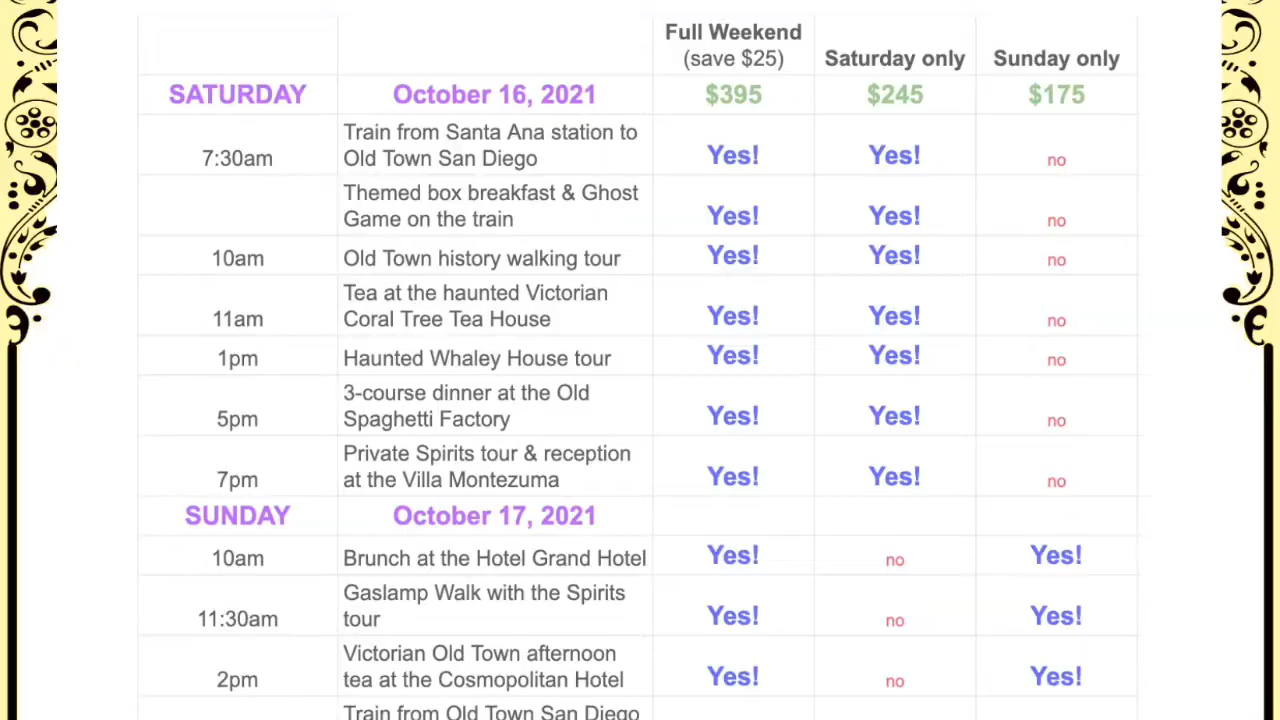 Full Weekend
(save $25) Saturday only Sunday only
SATURDAY October 16, 2021 $395 $245 $175
Train from Santa Ana station to
7:30am Old Town San Diego Yes! Yes! no
Themed box breakfast & Ghost
Game on the train Yes! Yes! no
10am Old Town history walking tour Yes! Yes! no
Tea at the haunted Victorian
11am Coral Tree Tea House Yes! Yes! no
1pm Haunted Whaley House tour Yes! Yes! no
3-course dinner at the Old
5pm Spaghetti Factory Yes! Yes! no
Private Spirits tour & reception
7pm at the Villa Montezuma Yes! Yes! no
SUNDAY October 17, 2021
10am Brunch at the Hotel Grand Hotel Yes! no Yes!
Gaslamp Walk with the Spirits
11:30am tour Yes! no Yes!
Victorian Old Town afternoon
2pm tea at the Cosmopolitan Hotel Yes! no Yes!
Train from Old Town San Diego